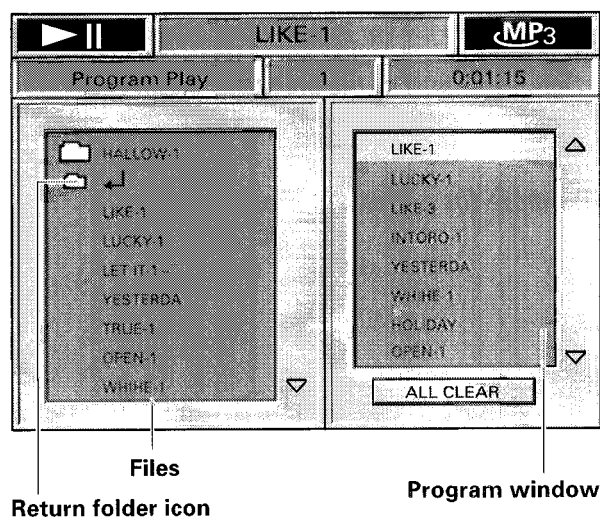 LIKE-1
MP3
Program Play
1
0:01:15
HALLOW-1
LIKE-1
LUCKY-1
LET IT-1
YESTERDA
TRUE-1
OPEN-1
WHIHE-1
LIKE-1
LUCKY-1
LIKE-3
INTORO-1
YESTERDA
WHIHE-1
HOLIDAY
OPEN-1
ALL CLEAR
Files
Return folder icon
Program window